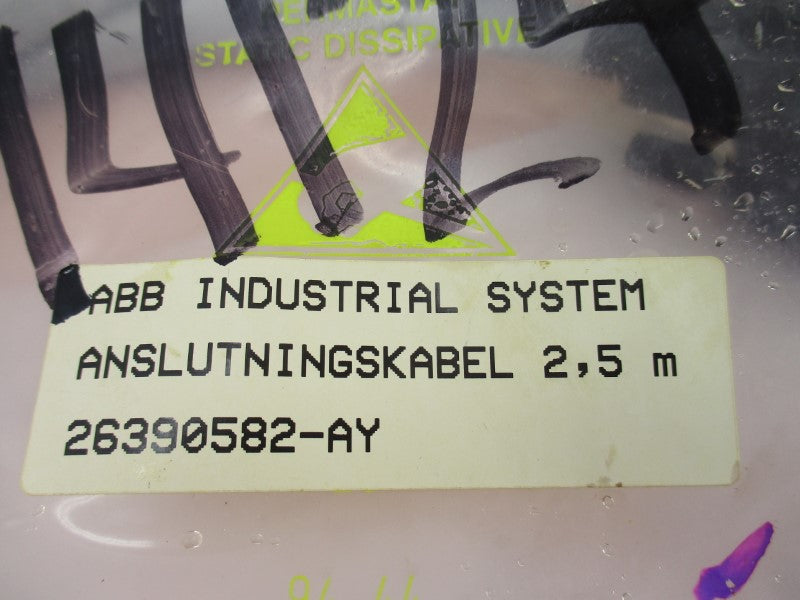 STATIC DISSIPATIVE
ABB INDUSTRIAL SYSTEM
ANSLUTNINGSKABEL 2,5 m
26390582-AY